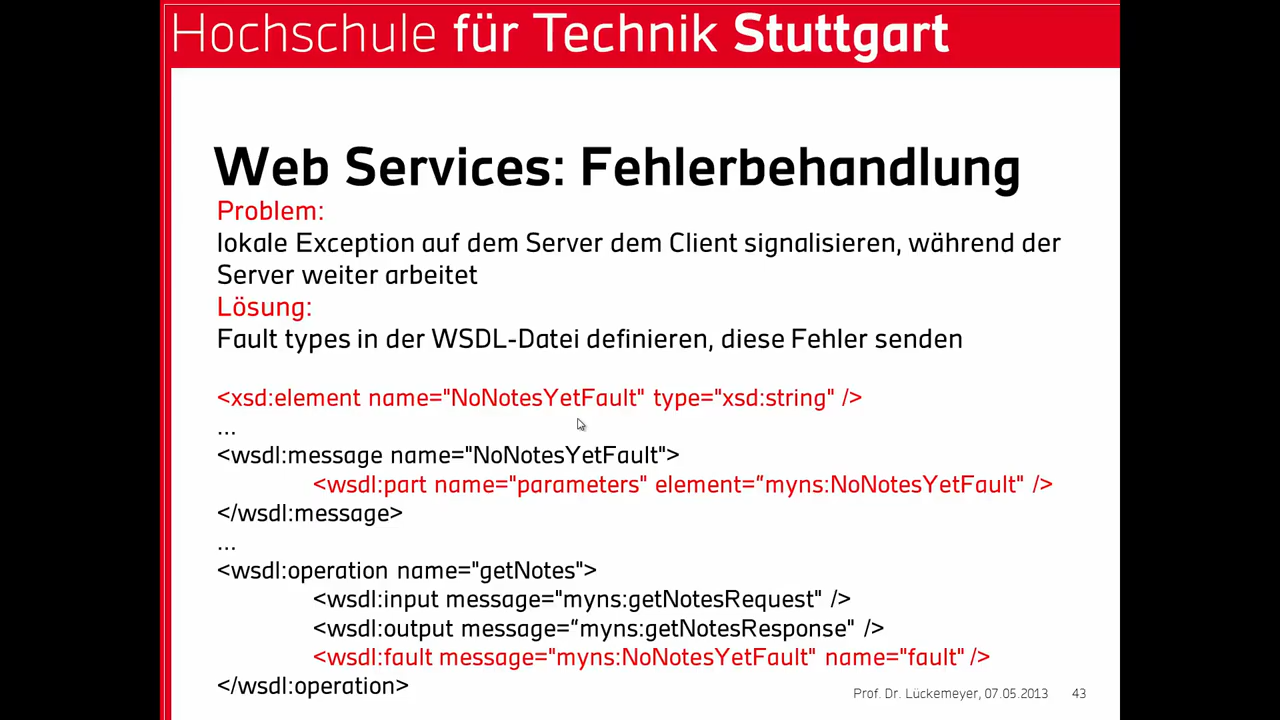 Hochschule für Technik Stuttgart
Web Services: Fehlerbehandlung
Problem:
lokale Exception auf dem Server dem Client signalisieren, während der
Server weiter arbeitet
Lösung:
Fault types in der WSDL-Datei definieren, diese Fehler senden
<xsd:element name="NoNotesYetFault" type="xsd:string" />
...
<wsdl:message name="NoNotesYetFault">
<wsdl:part name="parameters" element=“myns:NoNotesYetFault" />
</wsdl:message>
...
<wsdl:operation name="getNotes">
<wsdl:input message="myns:getNotesRequest" />
<wsdl:output message=“myns:getNotesResponse" />
<wsdl:fault message="myns:NoNotesYetFault" name="fault" />
</wsdl:operation>
Prof. Dr. Lückemeyer, 07.05.2013 43